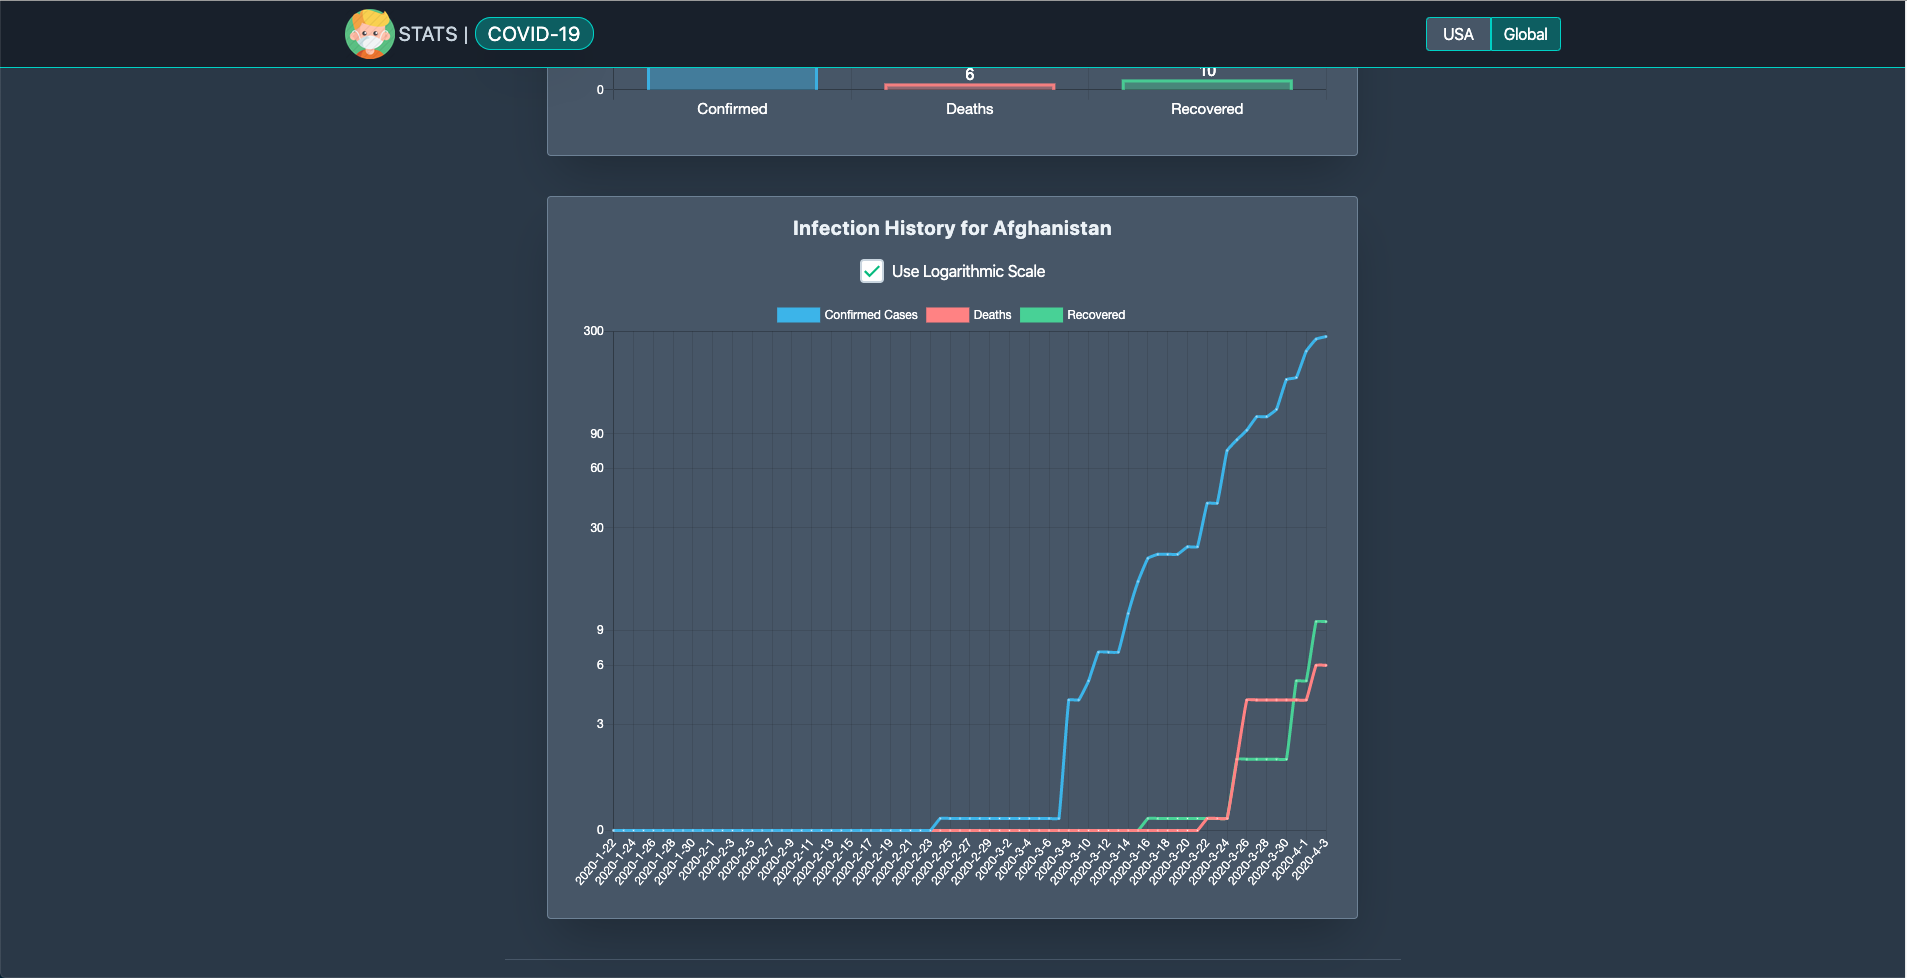 STATS | COVID-19
USA Global
6
10
0
Confirmed Deaths Recovered
Infection History for Afghanistan
Use Logarithmic Scale
Confirmed Cases Deaths Recovered
300
90
60
30
9
6
3
0
2020-1-22 2020-1-24 2020-1-26 2020-1-28 2020-1-30 2020-2-1 2020-2-3 2020-2-5 2020-2-7 2020-2-9 2020-2-11 2020-2-13 2020-2-15 2020-2-17 2020-2-19 2020-2-21 2020-2-23 2020-2-25 2020-2-27 2020-2-29 2020-3-2 2020-3-4 2020-3-6 2020-3-8 2020-3-10 2020-3-12 2020-3-14 2020-3-16 2020-3-18 2020-3-20 2020-3-22 2020-3-24 2020-3-26 2020-3-28 2020-3-30 2020-4-1 2020-4-3